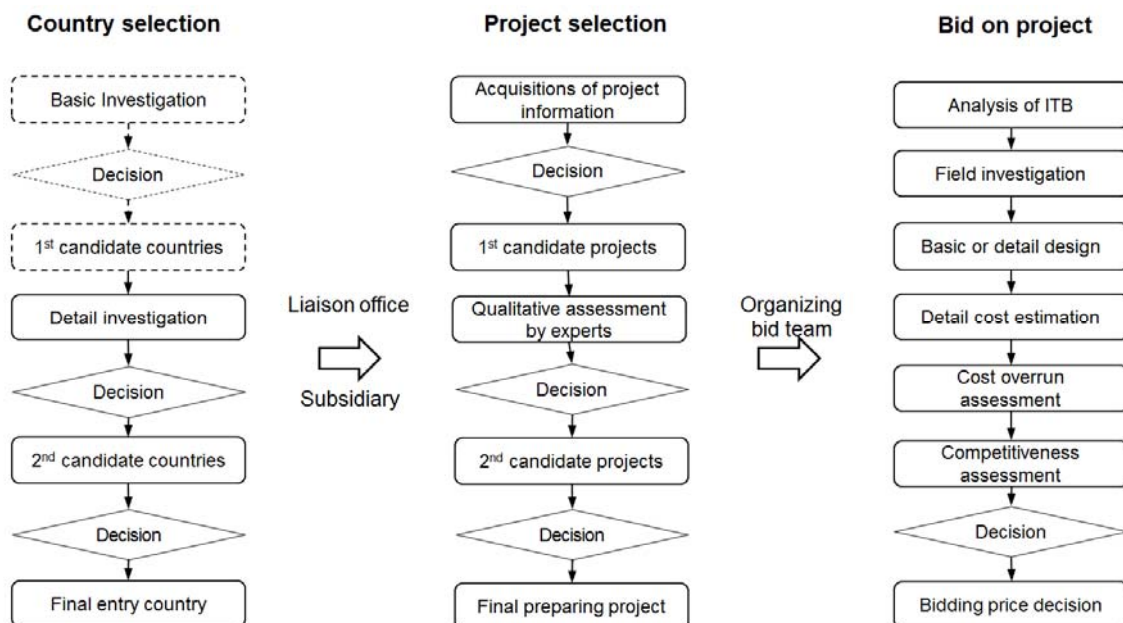 Country selection
Basic Investigation
Decision
1st candidate countries
Detail investigation
Decision
2nd candidate countries
Decision
Final entry country
Liaison office
Subsidiary
Project selection
Acquisitions of project
information
Decision
1st candidate projects
Qualitative assessment
by experts
Decision
2nd candidate projects
Decision
Final preparing project
Organizing
bid team
Bid on project
Analysis of ITB
Field investigation
Basic or detail design
Detail cost estimation
Cost overrun
assessment
Competitiveness
assessment
Decision
Bidding price decision